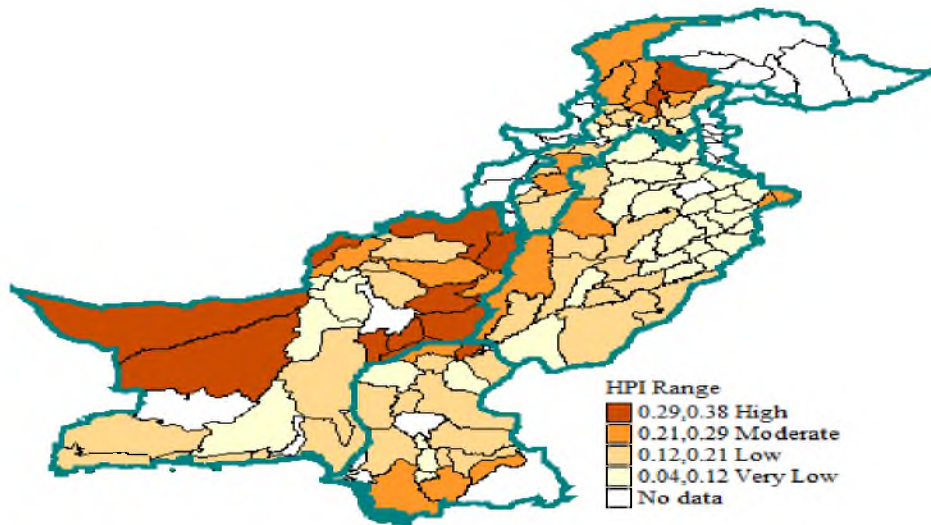 HPI Range
0.29,0.38 High
0.21,0.29 Moderate
0.12,0.21 Low
0.04,0.12 Very Low
No data